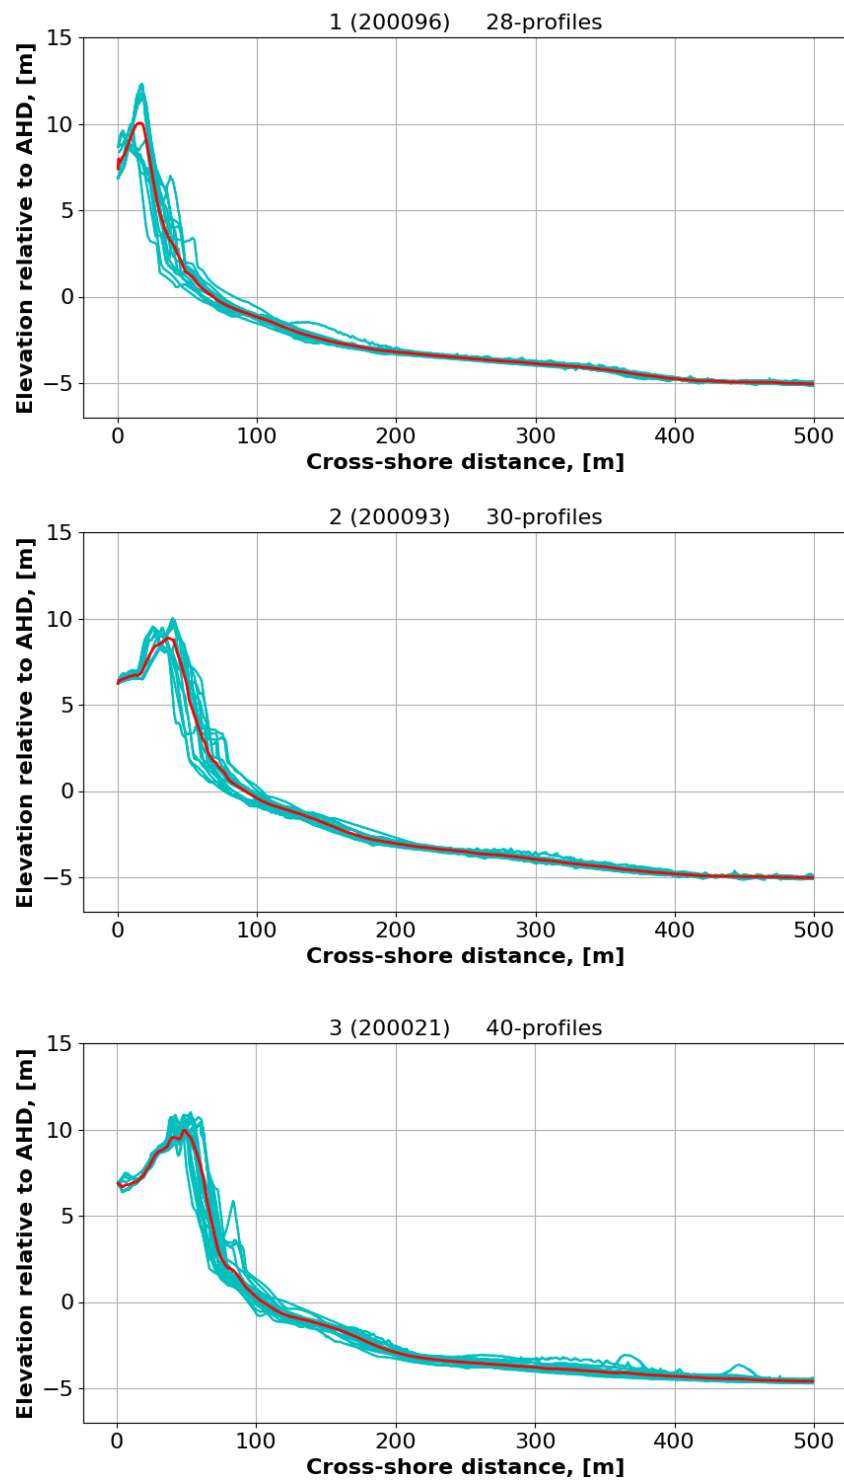 1 (200096) 28-profiles
Elevation relative to AHD, [m]
15
10
5
0
−5
0 100 200 300 400 500
Cross-shore distance, [m]
2 (200093) 30-profiles
Elevation relative to AHD, [m]
15
10
5
0
−5
0 100 200 300 400 500
Cross-shore distance, [m]
3 (200021) 40-profiles
Elevation relative to AHD, [m]
15
10
5
0
−5
0 100 200 300 400 500
Cross-shore distance, [m]